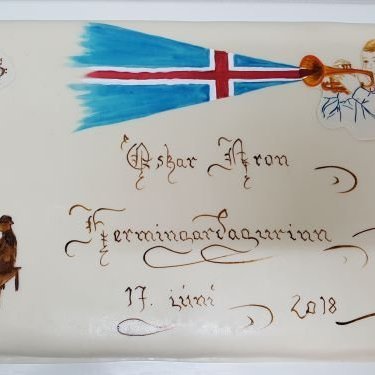 Óskar Aron
Fermingardagurinn
17. júní 2018